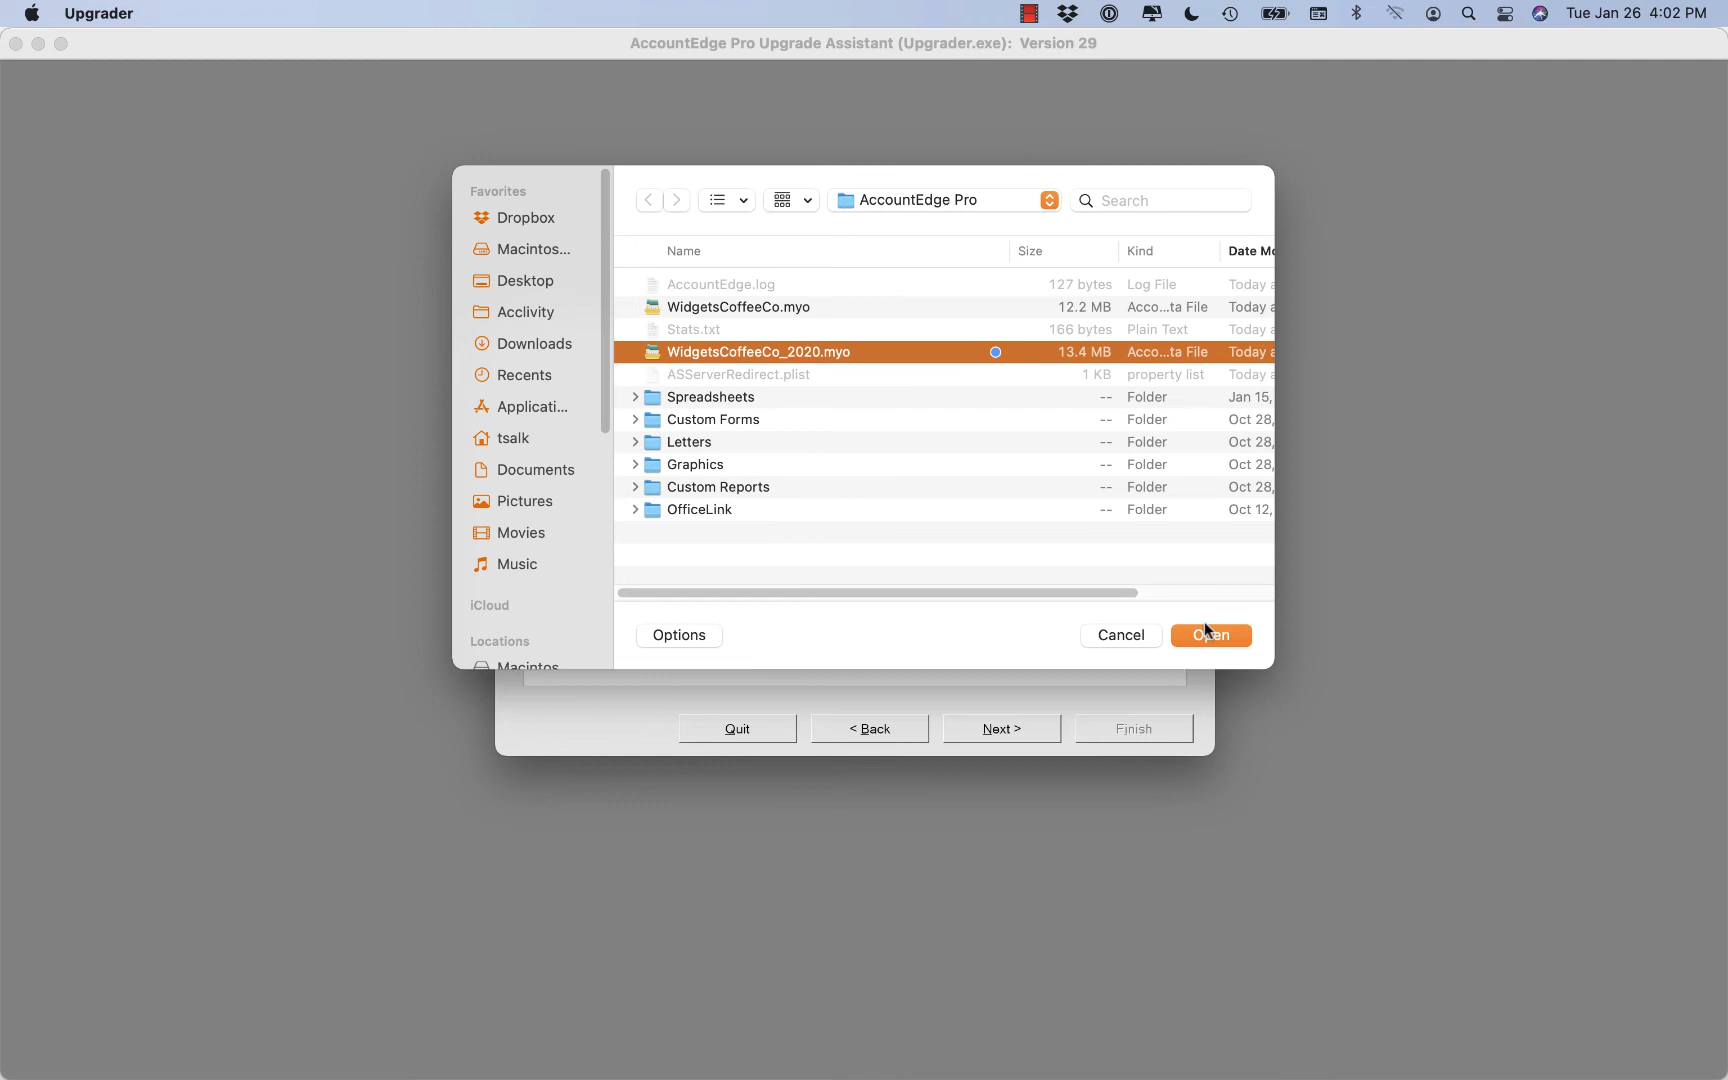 Upgrader
Tue Jan 26 4:02 PM
AccountEdge Pro Upgrade Assistant (Upgrader.exe): Version 29
Favorites
Dropbox
Macintos...
Desktop
Acclivity
Downloads
Recents
Applicati...
tsalk
Documents
Pictures
Movies
Music
iCloud
Locations
Macintos
AccountEdge Pro
Search
Name Size Kind Date Mo
AccountEdge.log 127 bytes Log File Today a
WidgetsCoffeeCo.myo 12.2 MB Acco...ta File Today a
Stats.txt 166 bytes Plain Text Today a
WidgetsCoffeeCo_2020.myo 13.4 MB Acco...ta File Today a
ASServerRedirect.plist 1 KB property list Today a
Spreadsheets -- Folder Jan 15,
Custom Forms -- Folder Oct 28,
Letters -- Folder Oct 28,
Graphics -- Folder Oct 28,
Custom Reports -- Folder Oct 28,
OfficeLink -- Folder Oct 12,
Options Cancel Open
Quit < Back Next > Finish